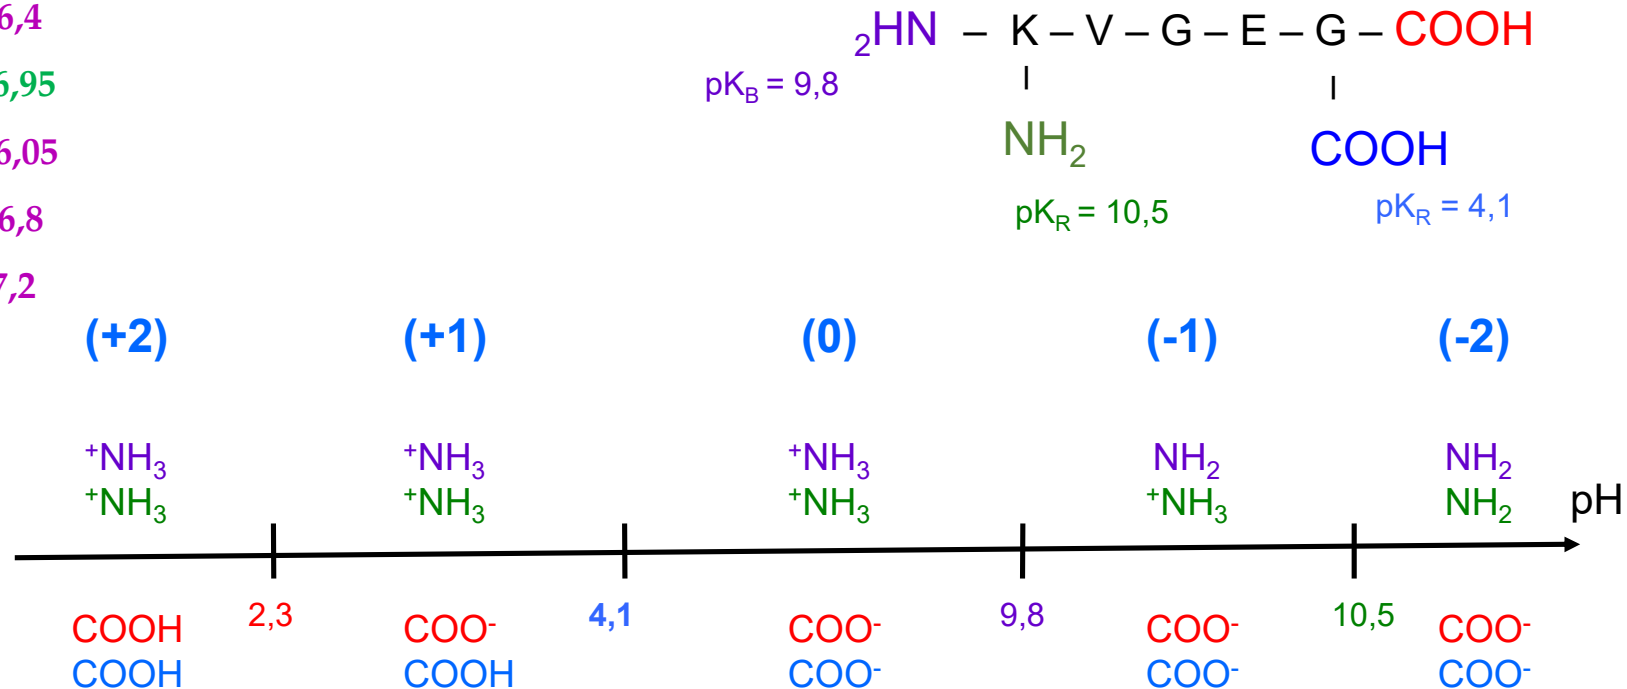 6,4
₂HN – K – V – G – E – G – COOH
6,95
pK_B = 9,8
6,05
NH₂
COOH
6,8
pK_R = 10,5
pK_R = 4,1
7,2
(+2) (+1) (0) (-1) (-2)
⁺NH₃ ⁺NH₃ ⁺NH₃ NH₂ NH₂
⁺NH₃ ⁺NH₃ ⁺NH₃ ⁺NH₃ NH₂ pH
2,3 4,1 9,8 10,5
COOH COO⁻ COO⁻ COO⁻ COO⁻
COOH COOH COO⁻ COO⁻ COO⁻